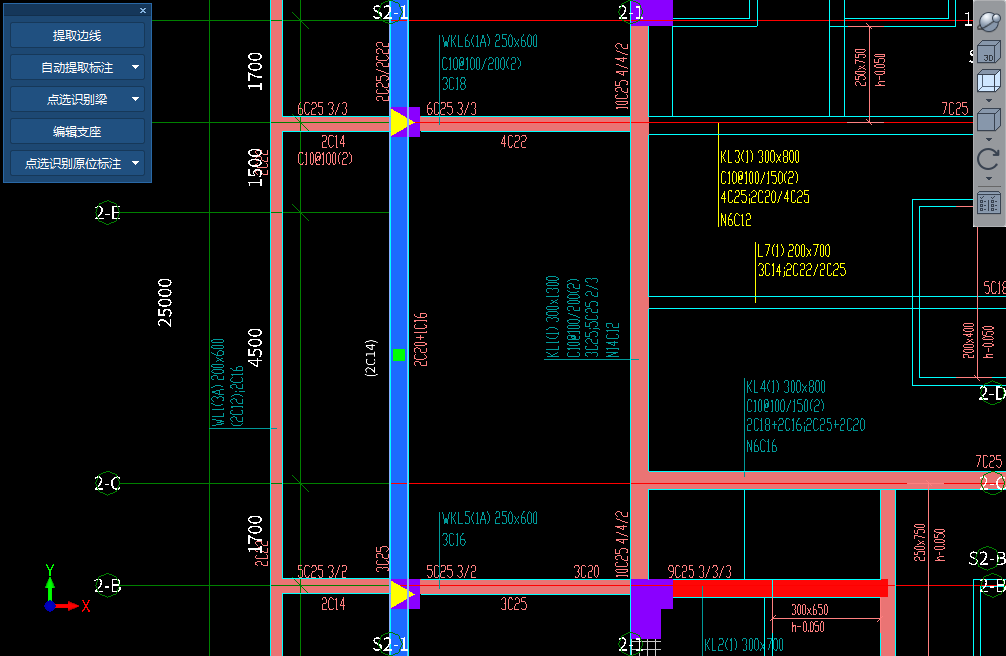 提取边线
自动提取标注
点选识别梁
编辑支座
点选识别原位标注
S2-1
2-1
1700
2C25/2C22
WKL6(1A) 250x600
C10@100/200(2)
3C18
10C25 4/4/2
250x750
h-0.050
3D
6C25 3/3
6C25 3/3
7C25
2C14
C10@100(2)
4C22
1500
2C22
KL3(1) 300x800
C10@100/150(2)
4C25;2C20/4C25
N6C12
2-E
L7(1) 200x700
3C14;2C22/2C25
25000
4500
WL1(3A) 200x600
(2C12);2C16
(2C14)
2C20+1C16
KL1(1) 300x1300
C10@100/200(2)
3C25;5C25 2/3
N14C12
5C18
200x400
h-0.050
KL4(1) 300x800
C10@100/150(2)
2C18+2C16;2C25+2C20
N6C16
2-D
7C25
2-C
2-C
1700
2C22
3C25
WKL5(1A) 250x600
3C16
10C25 4/4/2
250x750
h-0.050
S2-B
5C25 3/2
5C25 3/2
3C20
9C25 3/3/3
2-B
2-B
2C14
3C25
300x650
h-0.050
Y
X
S2-1
2-1
KL2(1) 300x700